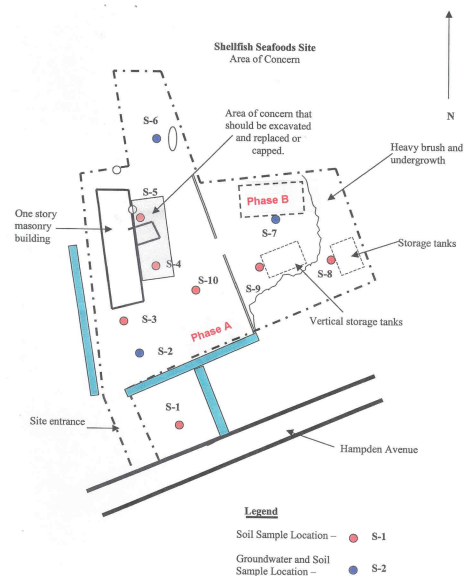 Shellfish Seafoods Site
Area of Concern
N
S-6
Area of concern that
should be excavated
and replaced or
capped.
Heavy brush and
undergrowth
S-5
Phase B
One story
masonry
building
S-7
Storage tanks
S-4
S-8
S-10
S-9
S-3
Phase A
Vertical storage tanks
S-2
S-1
Site entrance
Hampden Avenue
Legend
Soil Sample Location – S-1
Groundwater and Soil
Sample Location – S-2